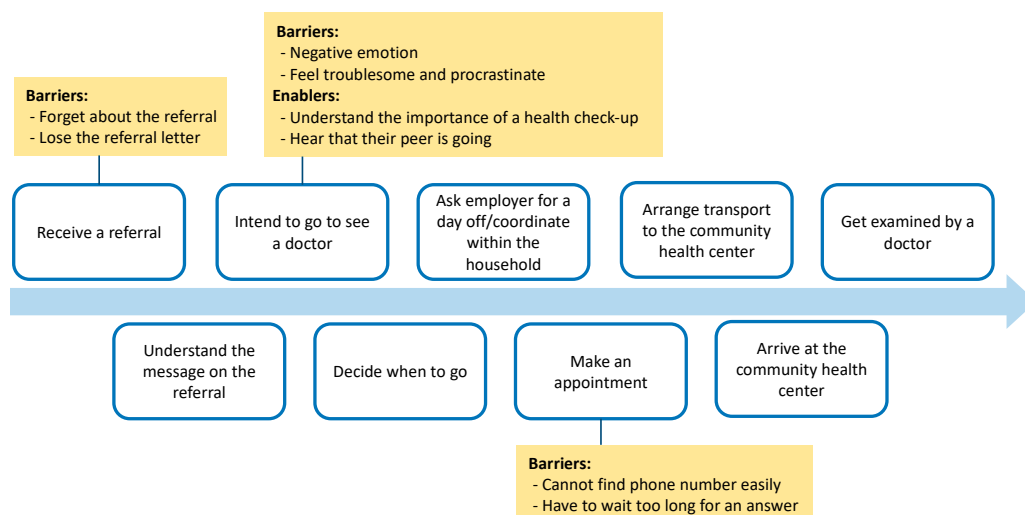 Barriers:
- Negative emotion
- Feel troublesome and procrastinate
Enablers:
- Understand the importance of a health check-up
- Hear that their peer is going
Barriers:
- Forget about the referral
- Lose the referral letter
Receive a referral
Intend to go to see
a doctor
Ask employer for a
day off/coordinate
within the
household
Arrange transport
to the community
health center
Get examined by a
doctor
Understand the
message on the
referral
Decide when to go
Make an
appointment
Arrive at the
community health
center
Barriers:
- Cannot find phone number easily
- Have to wait too long for an answer